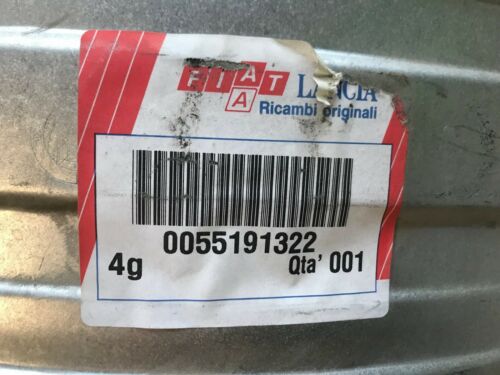 FIAT LANCIA
A
Ricambi originali
0055191322
4g Qta' 001